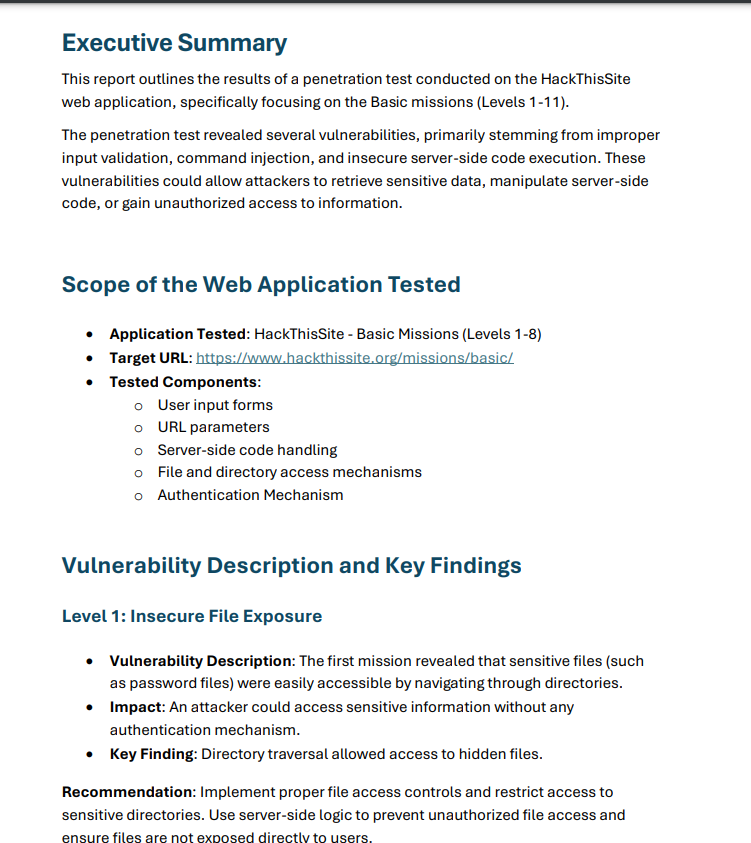 Executive Summary
This report outlines the results of a penetration test conducted on the HackThisSite
web application, specifically focusing on the Basic missions (Levels 1-11).
The penetration test revealed several vulnerabilities, primarily stemming from improper
input validation, command injection, and insecure server-side code execution. These
vulnerabilities could allow attackers to retrieve sensitive data, manipulate server-side
code, or gain unauthorized access to information.
Scope of the Web Application Tested
• Application Tested: HackThisSite - Basic Missions (Levels 1-8)
• Target URL: https://www.hackthissite.org/missions/basic/
• Tested Components:
o User input forms
o URL parameters
o Server-side code handling
o File and directory access mechanisms
o Authentication Mechanism
Vulnerability Description and Key Findings
Level 1: Insecure File Exposure
• Vulnerability Description: The first mission revealed that sensitive files (such
as password files) were easily accessible by navigating through directories.
• Impact: An attacker could access sensitive information without any
authentication mechanism.
• Key Finding: Directory traversal allowed access to hidden files.
Recommendation: Implement proper file access controls and restrict access to
sensitive directories. Use server-side logic to prevent unauthorized file access and
ensure files are not exposed directly to users.